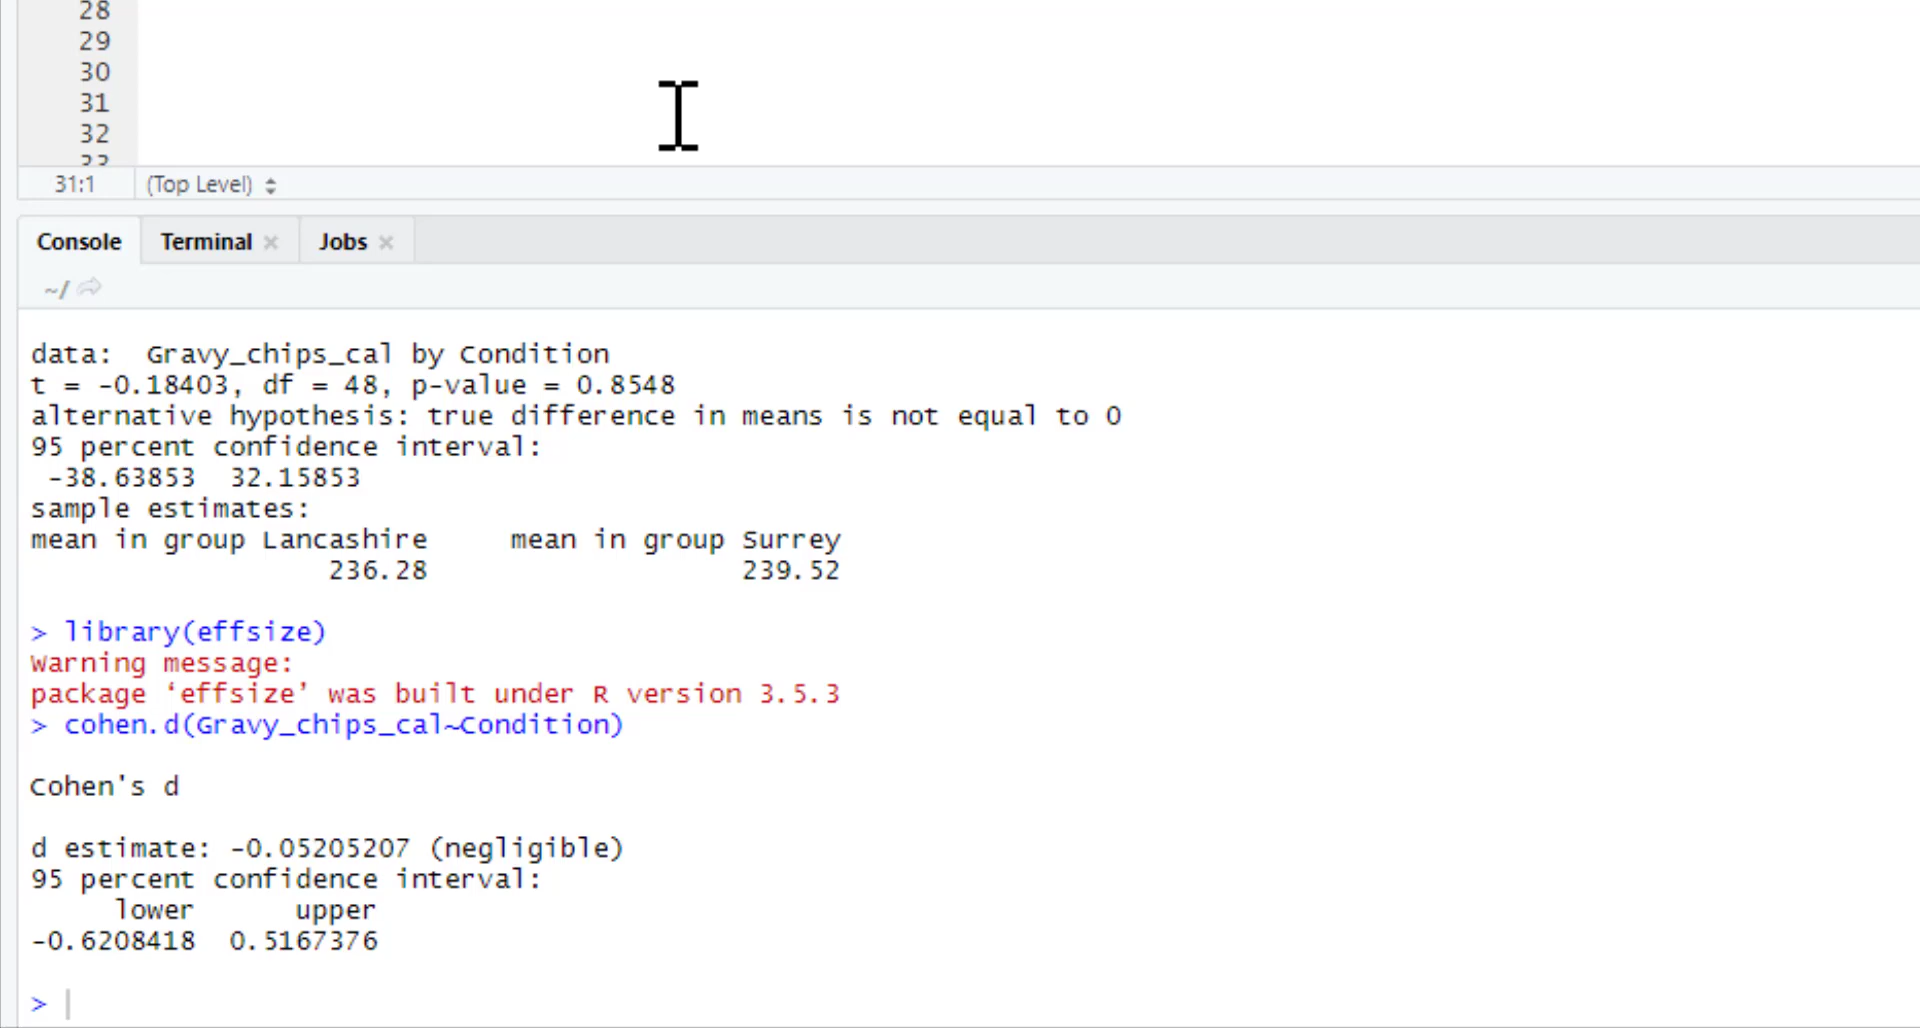 28
29
30
31
32
33
31:1 (Top Level)
Console Terminal Jobs
~/
data:  Gravy_chips_cal by Condition
t = -0.18403, df = 48, p-value = 0.8548
alternative hypothesis: true difference in means is not equal to 0
95 percent confidence interval:
 -38.63853  32.15853
sample estimates:
mean in group Lancashire     mean in group Surrey
                  236.28                   239.52
> library(effsize)
Warning message:
package ‘effsize’ was built under R version 3.5.3
> cohen.d(Gravy_chips_cal~Condition)
Cohen's d
d estimate: -0.05205207 (negligible)
95 percent confidence interval:
     lower      upper
-0.6208418  0.5167376
>